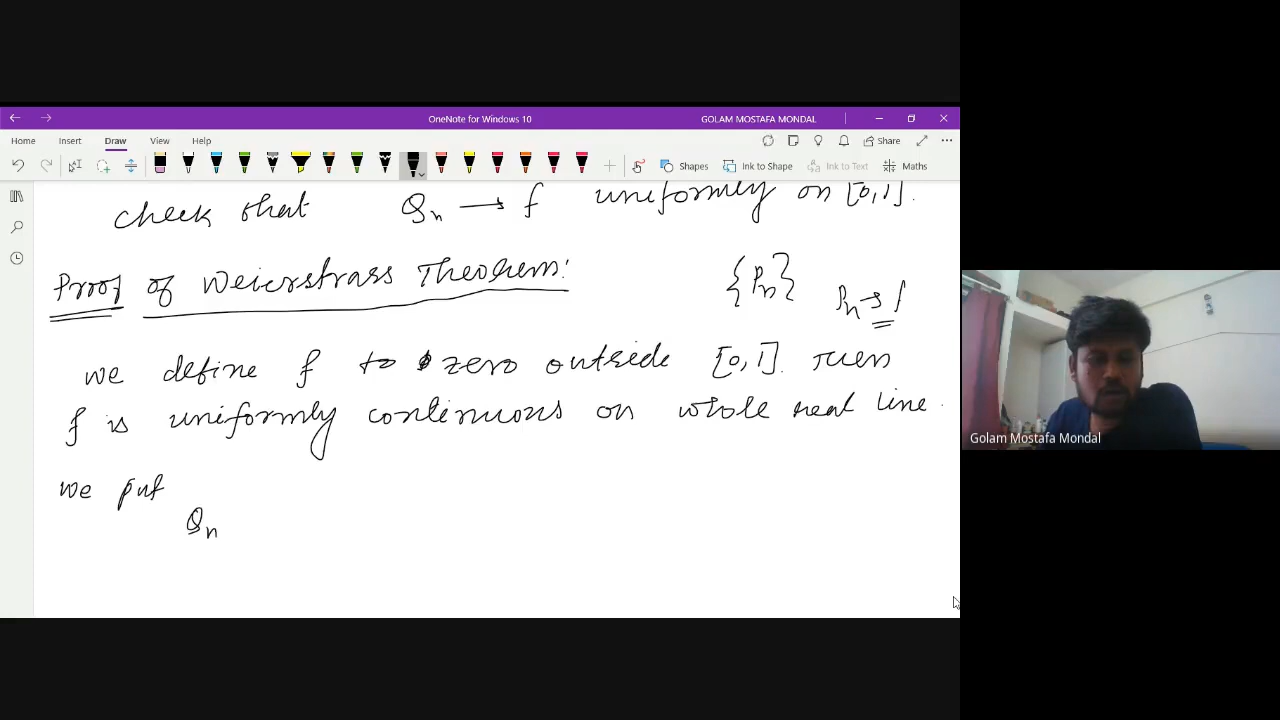 OneNote for Windows 10
GOLAM MOSTAFA MONDAL
Home Insert Draw View Help
Share
Shapes Ink to Shape Ink to Text Maths
check that Qn → f uniformly on [0,1].
Proof of Weierstrass Theorem:
{Pn}
Pn → f
we define f to zero outside [0,1]. Then
f is uniformly continuous on whole real line.
we put
Qn
Golam Mostafa Mondal